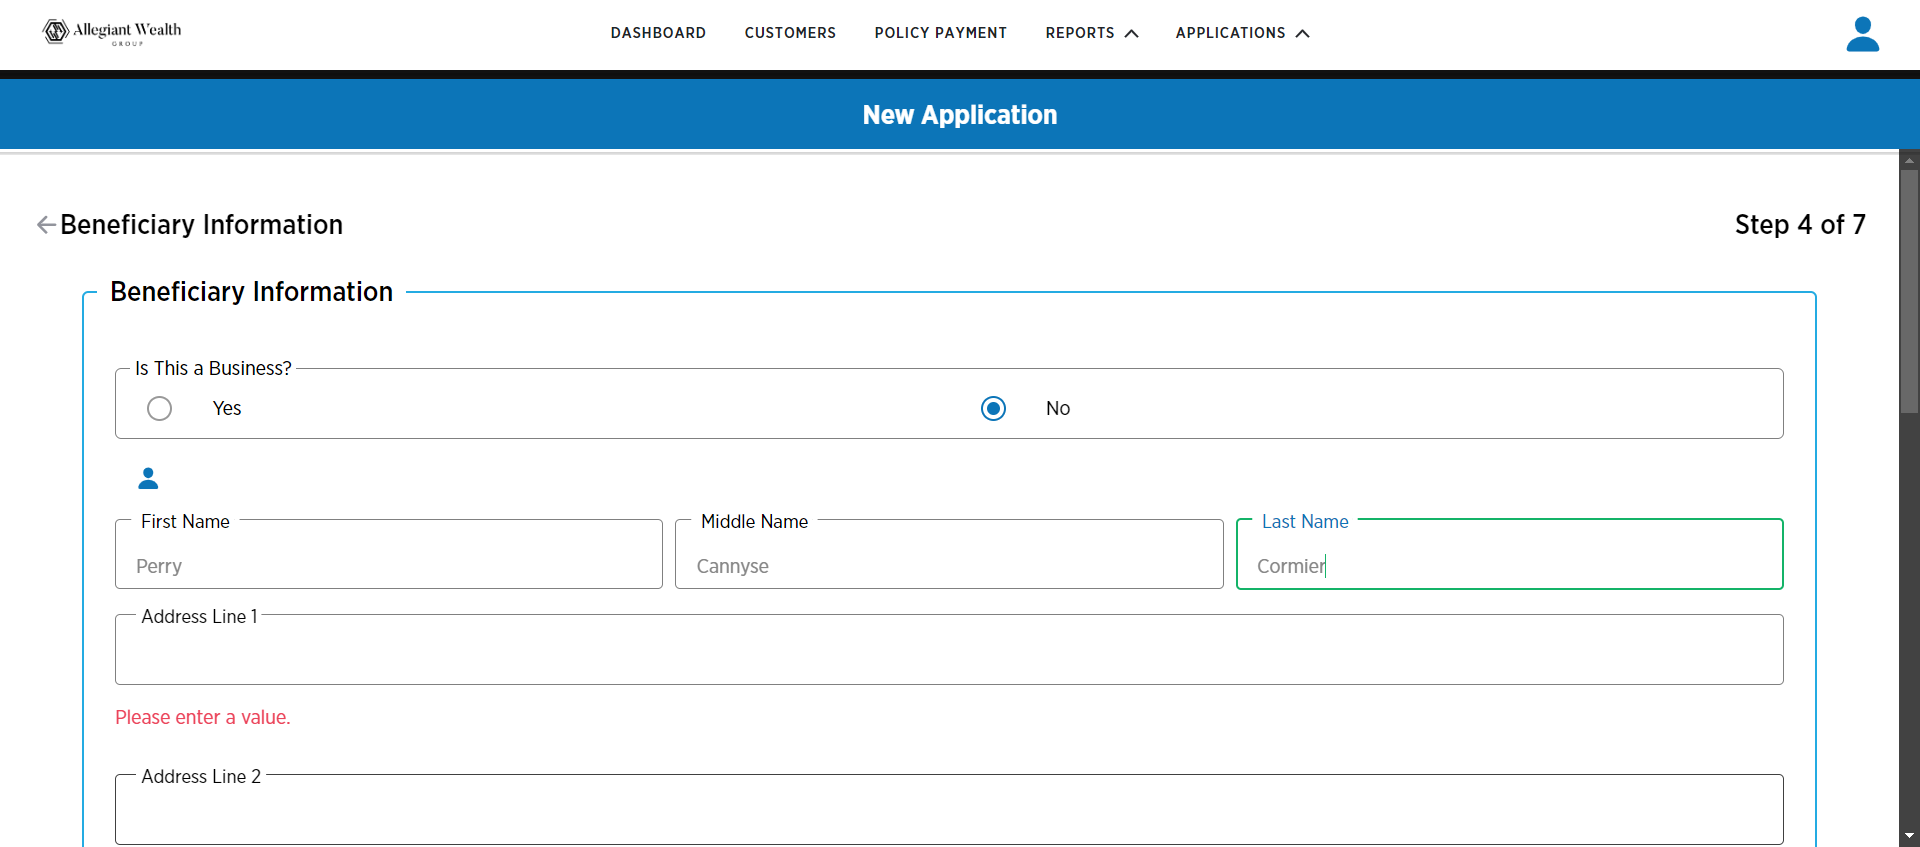 Allegiant Wealth
GROUP
DASHBOARD CUSTOMERS POLICY PAYMENT REPORTS APPLICATIONS
New Application
Beneficiary Information
Step 4 of 7
Beneficiary Information
Is This a Business?
Yes
No
First Name
Middle Name
Last Name
Perry
Cannyse
Cormier
Address Line 1
Please enter a value.
Address Line 2